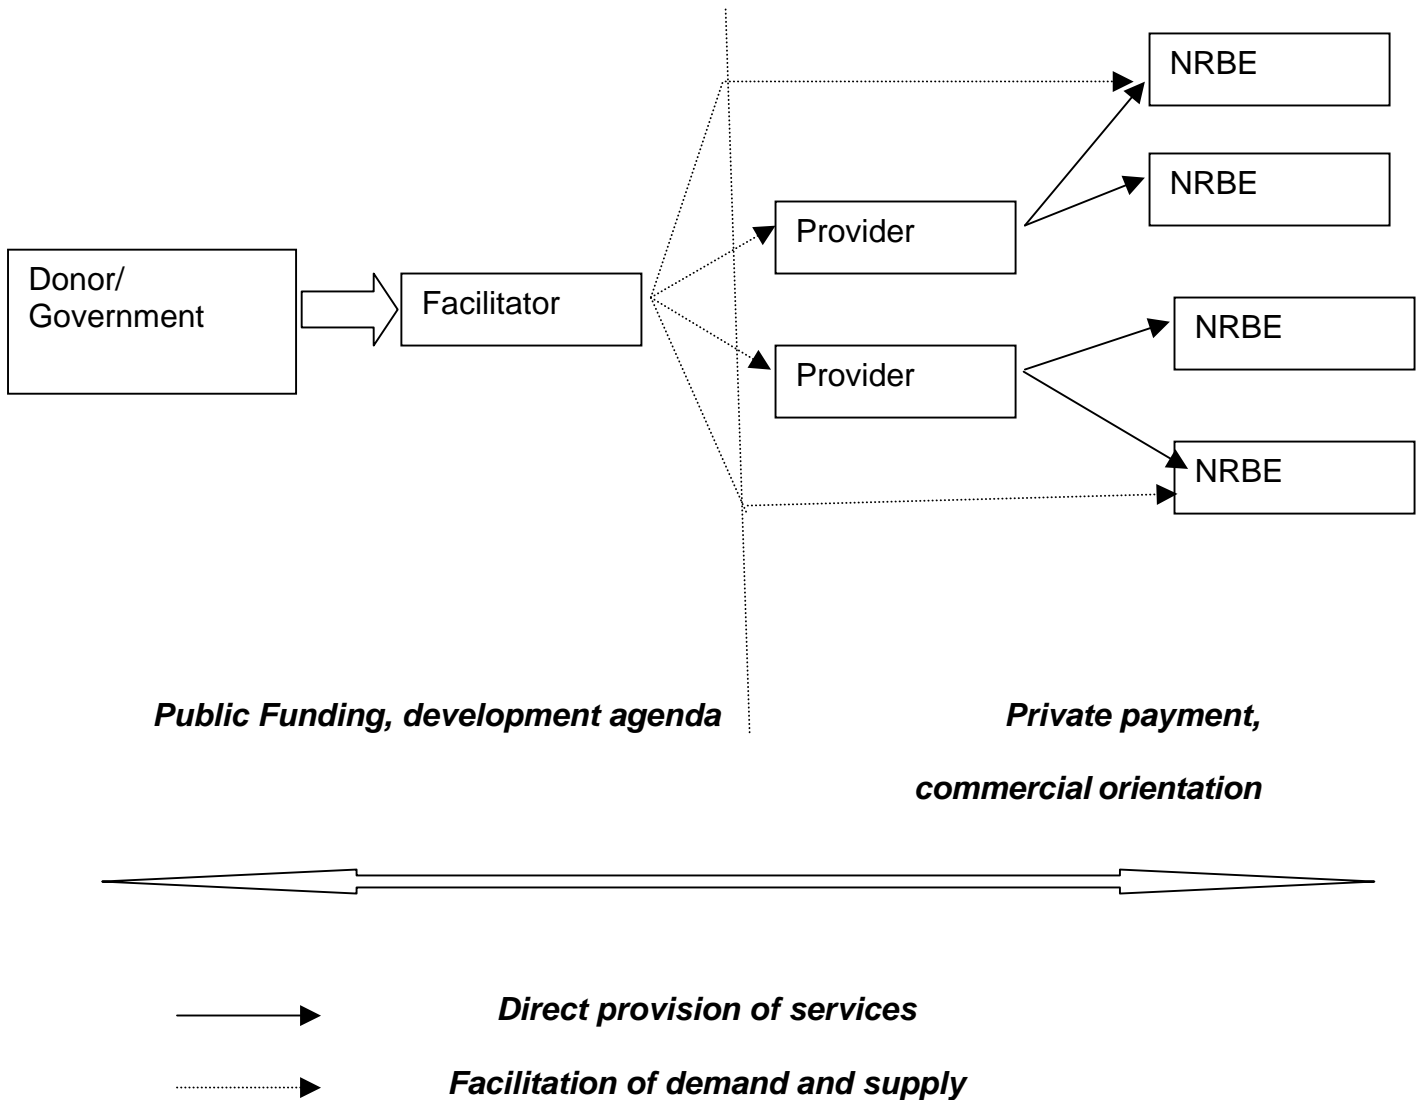 NRBE
NRBE
Provider
Donor/
Government
Facilitator
NRBE
Provider
NRBE
Public Funding, development agenda
Private payment,
commercial orientation
Direct provision of services
Facilitation of demand and supply